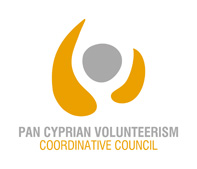 PAN CYPRIAN VOLUNTEERISM
COORDINATIVE COUNCIL